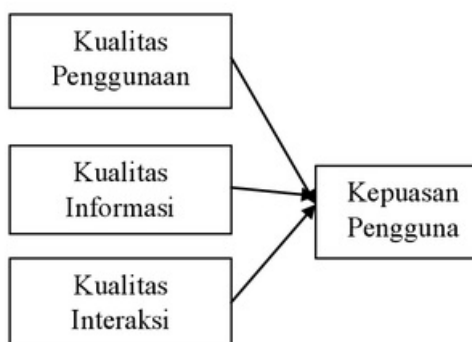 Kualitas
Penggunaan
Kualitas
Informasi
Kepuasan
Pengguna
Kualitas
Interaksi